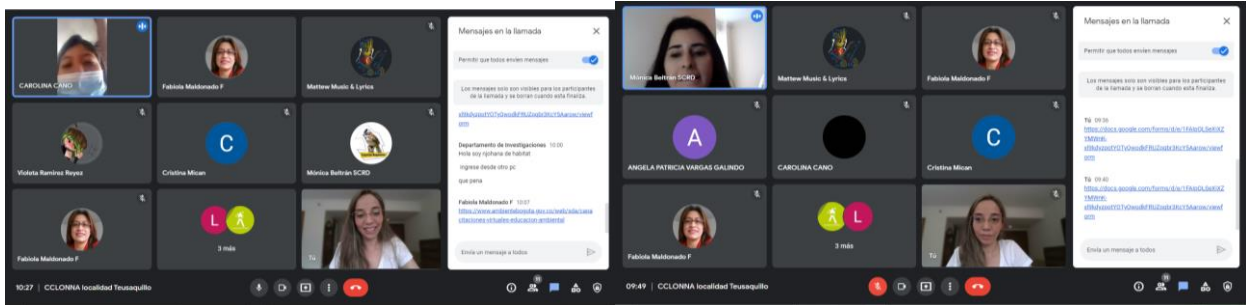 CAROLINA CANO
Fabiola Maldonado F
Mattew Music & Lyrics
Violeta Ramirez Reyez
C
Cristina Mican
Mónica Beltrán SCRD
Fabiola Maldonado F
L
3 más
Tú
Mensajes en la llamada
Permitir que todos envíen mensajes
Los mensajes solo son visibles para los participantes
de la llamada y se borran cuando esta finaliza.
Departamento de Investigaciones 10:00
Hola soy njohana de habitat
ingrese desde otro pc
que pena
Fabiola Maldonado F 10:07
Envía un mensaje a todos
10:27 | CCLONNA localidad Teusaquillo
11
Mónica Beltrán SCRD
Mattew Music & Lyrics
Fabiola Maldonado F
A
ANGELA PATRICIA VARGAS GALINDO
CAROLINA CANO
C
Cristina Mican
Fabiola Maldonado F
L
3 más
Tú
Mensajes en la llamada
Permitir que todos envíen mensajes
Los mensajes solo son visibles para los participantes
de la llamada y se borran cuando esta finaliza.
Tú 09:36
Tú 09:40
Envía un mensaje a todos
09:49 | CCLONNA localidad Teusaquillo
11